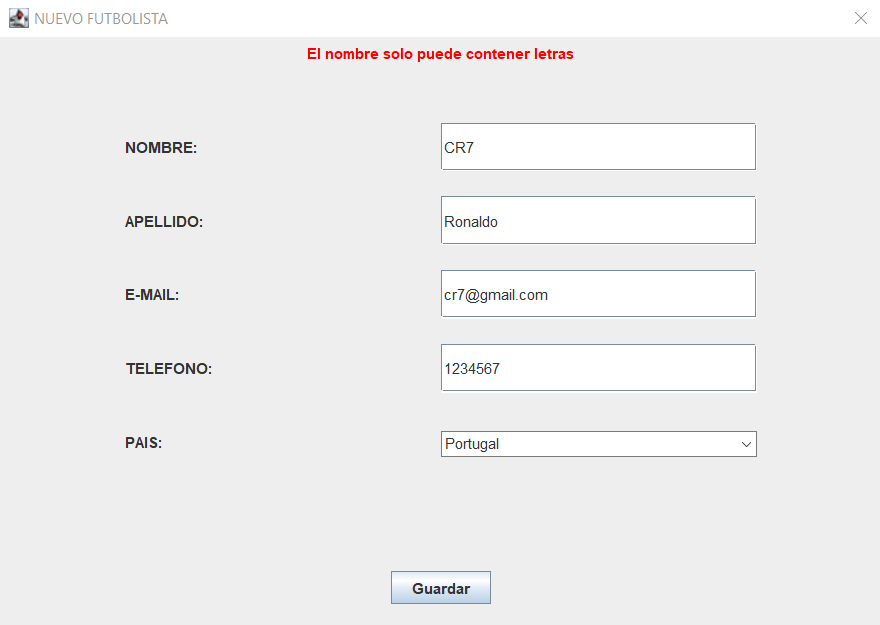 NUEVO FUTBOLISTA
El nombre solo puede contener letras
NOMBRE: CR7
APELLIDO: Ronaldo
E-MAIL: cr7@gmail.com
TELEFONO: 1234567
PAIS: Portugal
Guardar